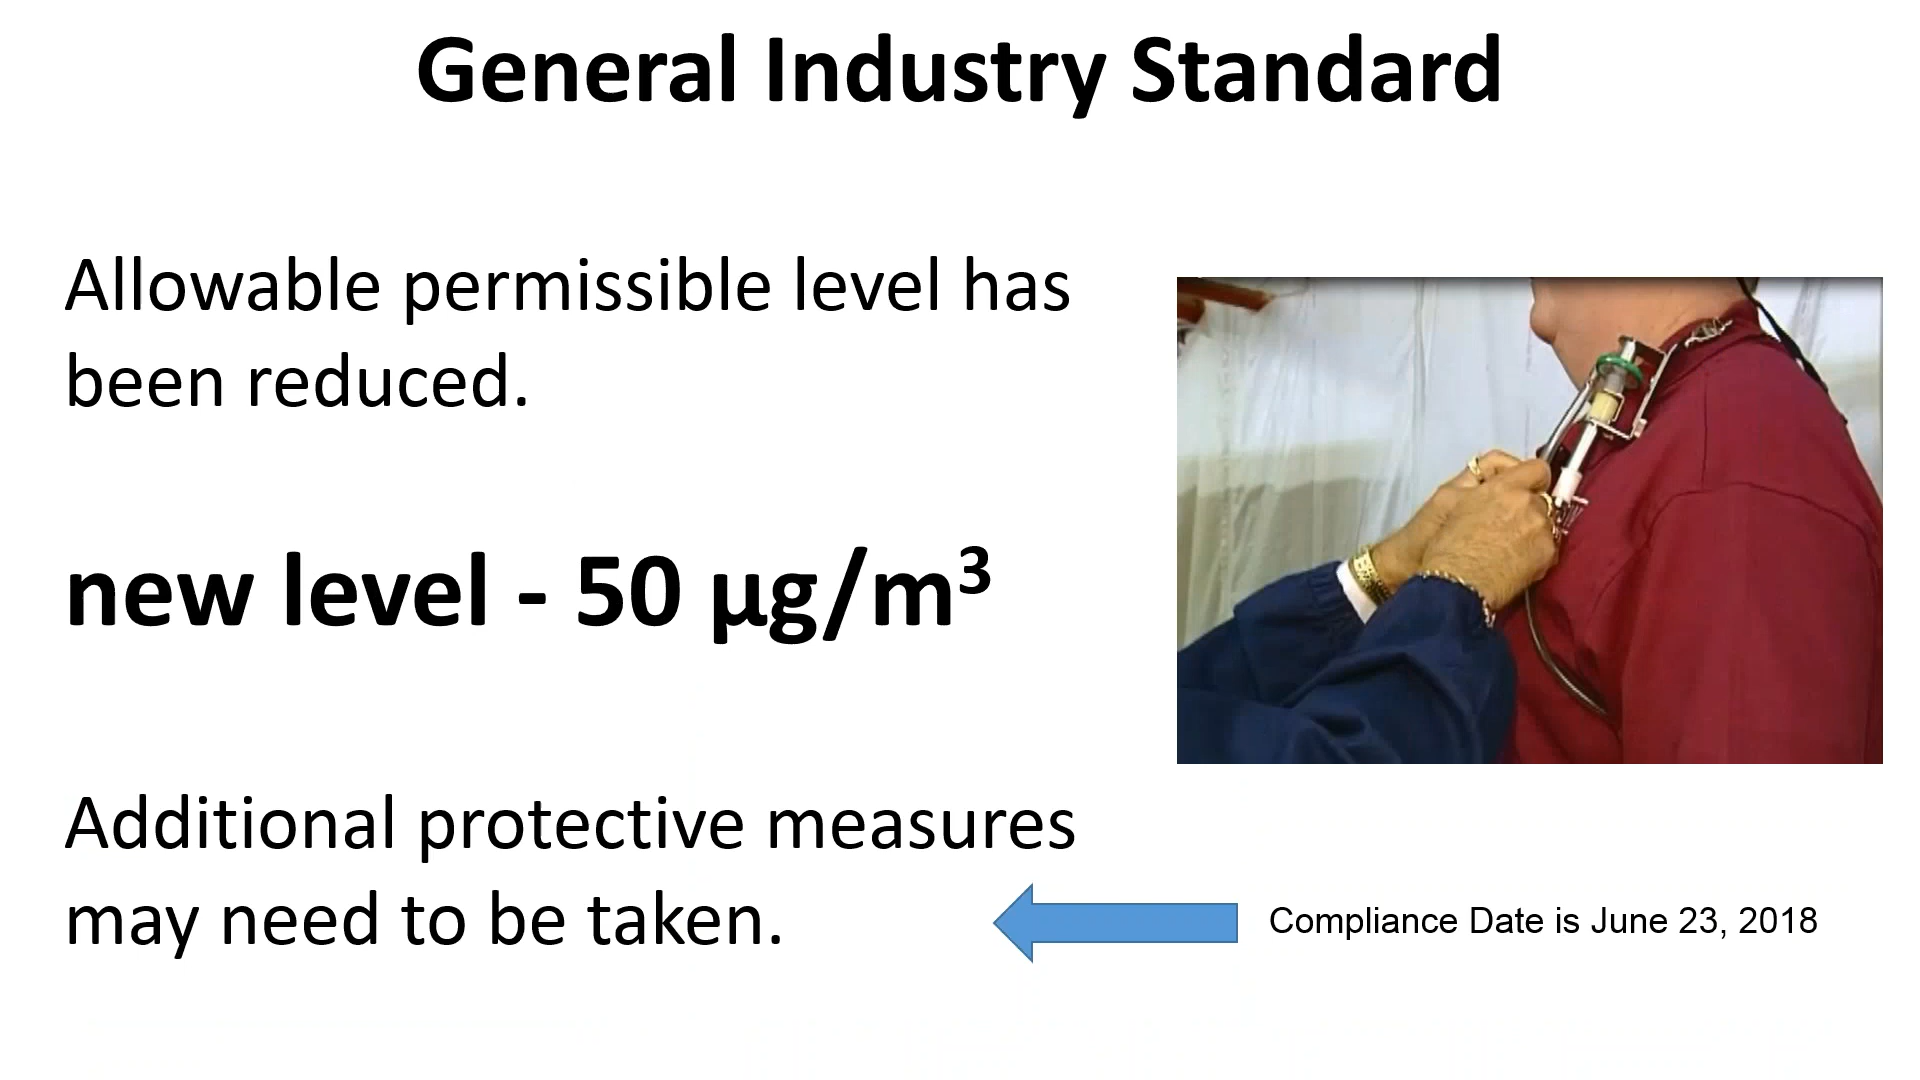 General Industry Standard
Allowable permissible level has
been reduced.
new level - 50 µg/m³
Additional protective measures
may need to be taken.
Compliance Date is June 23, 2018